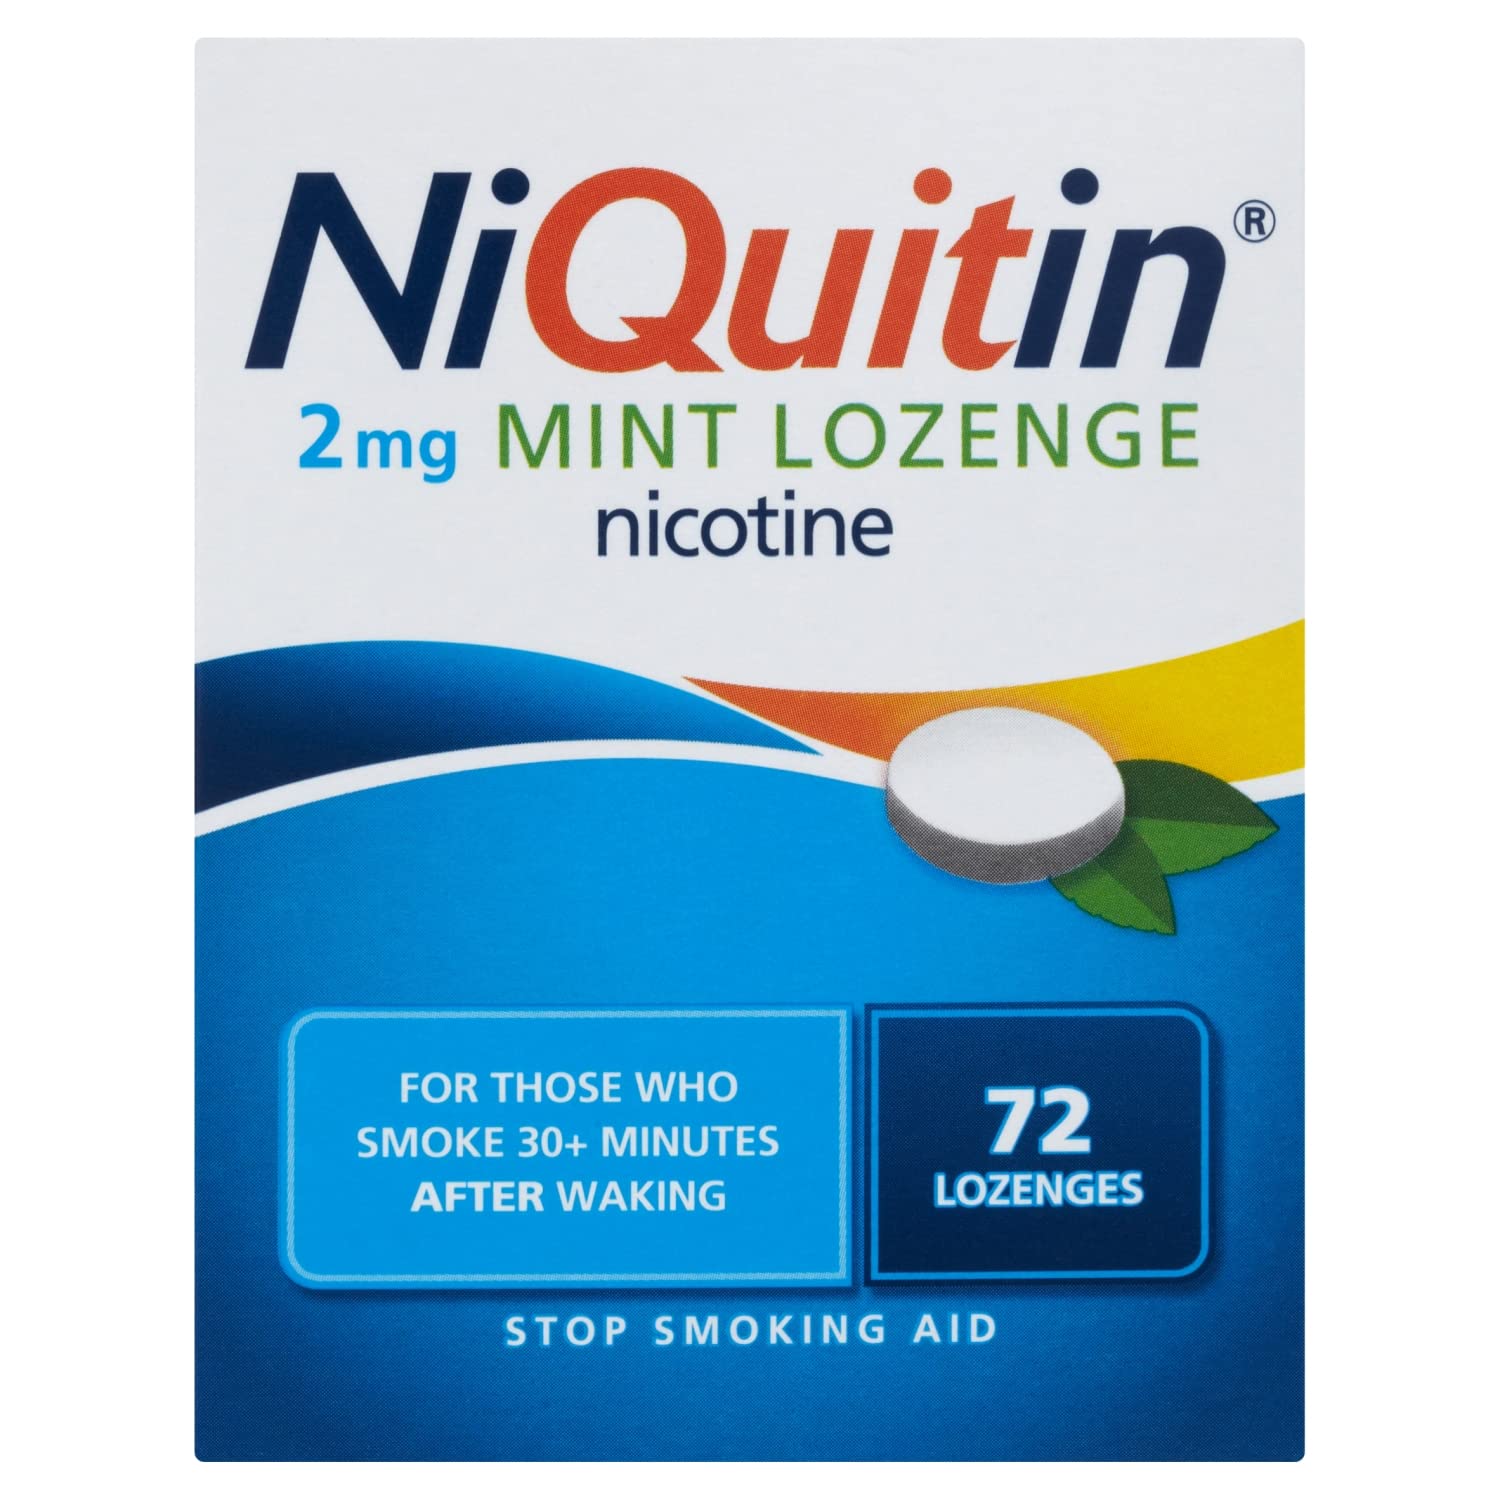 NiQuitin®
2mg MINT LOZENGE
nicotine
FOR THOSE WHO
SMOKE 30+ MINUTES
AFTER WAKING
72
LOZENGES
STOP SMOKING AID